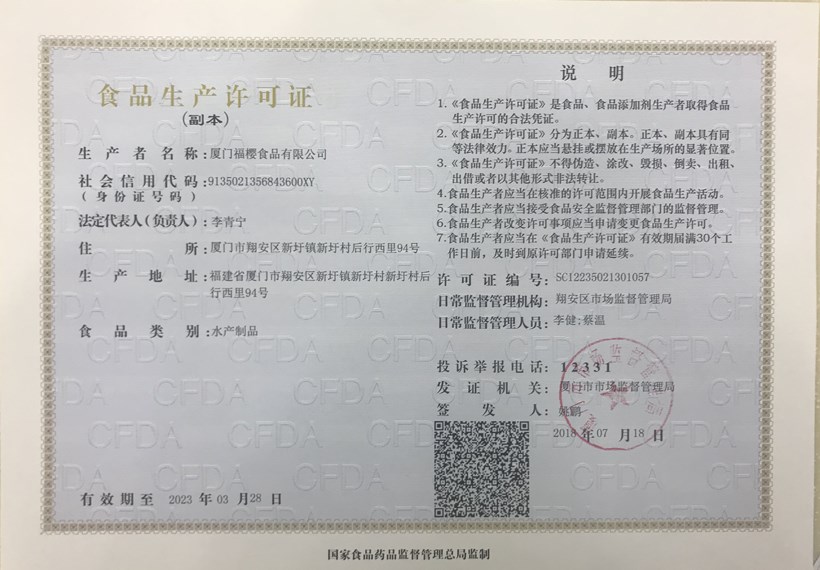 食品生产许可证
(副本)
生产者名称:厦门福樱食品有限公司
社会信用代码:9135021356843600XY
(身份证号码)
法定代表人(负责人):李青宁
住所:厦门市翔安区新圩镇新圩村后行西里94号
生产地址:福建省厦门市翔安区新圩镇新圩村新圩村后
行西里94号
食品类别:水产制品
有效期至 2023 年 03 月 28 日
说明
1.《食品生产许可证》是食品、食品添加剂生产者取得食品
生产许可的合法凭证。
2.《食品生产许可证》分为正本、副本。正本、副本具有同
等法律效力。正本应当悬挂或摆放在生产场所的显著位置。
3.《食品生产许可证》不得伪造、涂改、毁损、倒卖、出租、
出借或者以其他形式非法转让。
4.食品生产者应当在核准的许可范围内开展食品生产活动。
5.食品生产者应当接受食品安全监督管理部门的监督管理。
6.食品生产者改变许可事项应当申请变更食品生产许可。
7.食品生产者应当在《食品生产许可证》有效期届满30个工
作日前,及时到原许可部门申请延续。
许可证编号:SC12235021301057
日常监督管理机构:翔安区市场监督管理局
日常监督管理人员:李健;蔡温
投诉举报电话:12331
发证机关:厦门市市场监督管理局
签发人:
2018 年 07 月 18 日
国家食品药品监督管理总局监制